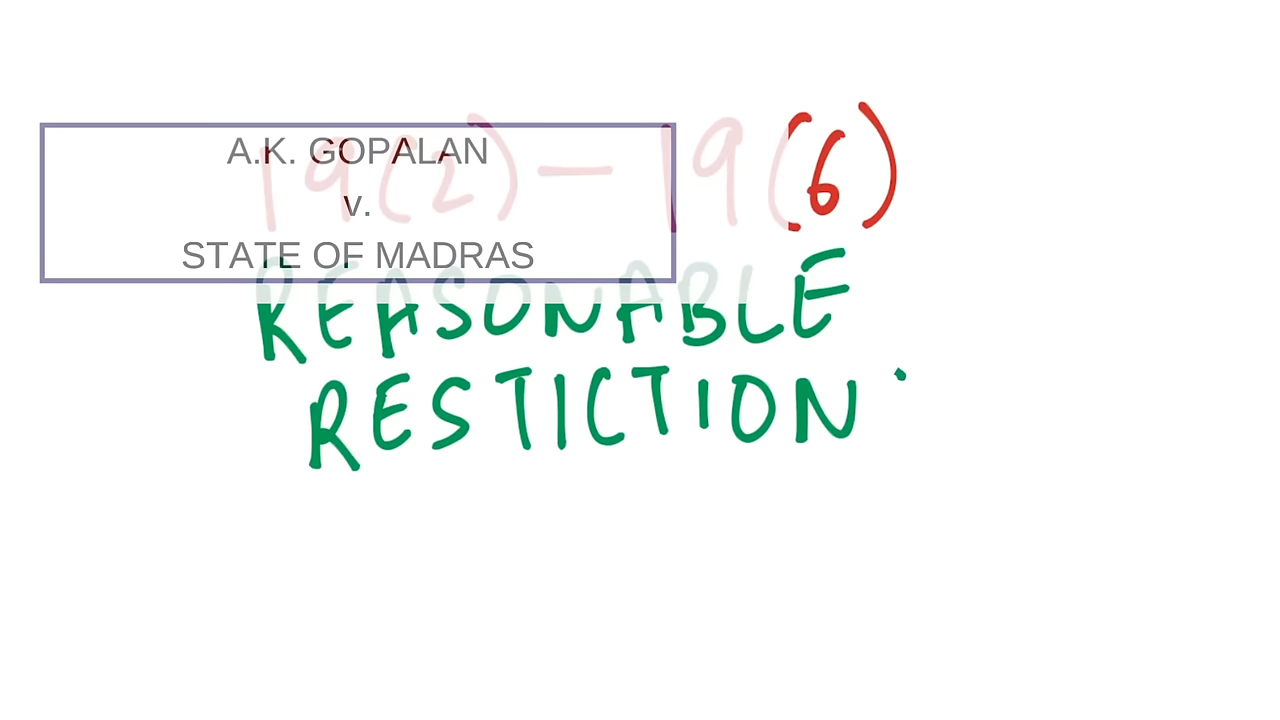 A.K. GOPALAN
v.
STATE OF MADRAS
19(2) – 19(6)
REASONABLE
RESTICTION